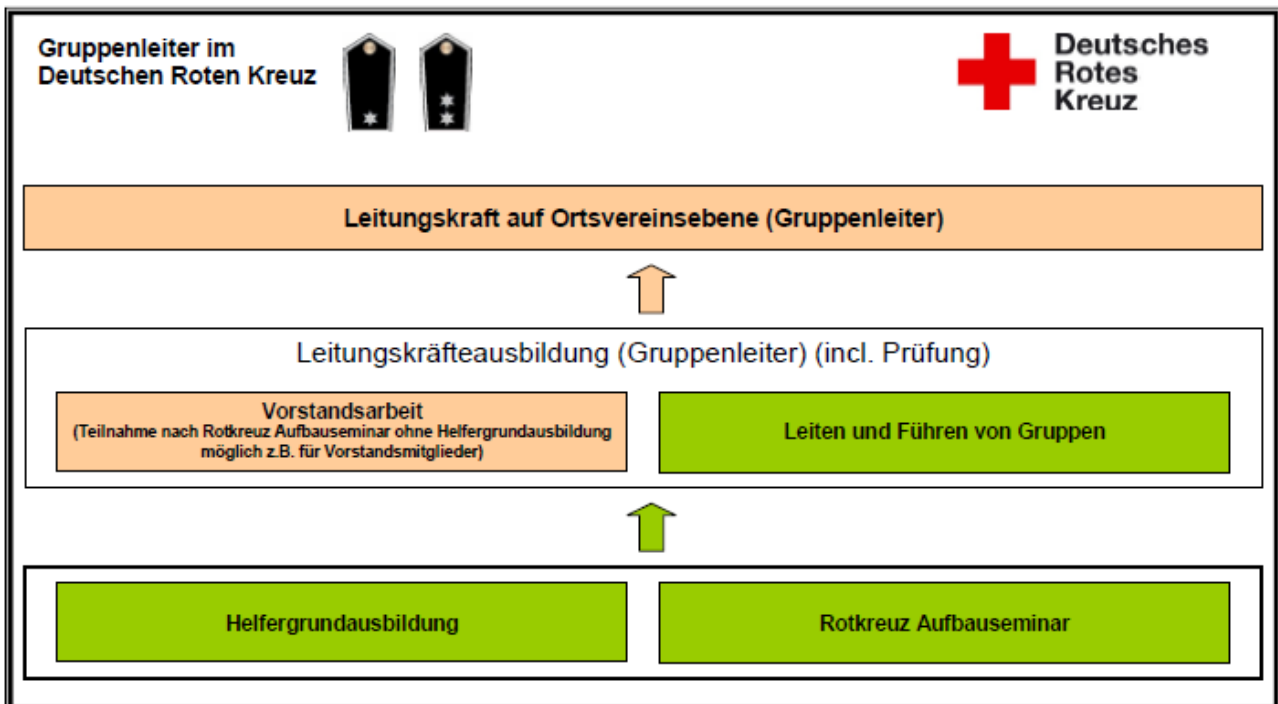 Gruppenleiter im
Deutschen Roten Kreuz
Deutsches
Rotes
Kreuz
Leitungskraft auf Ortsvereinsebene (Gruppenleiter)
Leitungskräfteausbildung (Gruppenleiter) (incl. Prüfung)
Vorstandsarbeit
(Teilnahme nach Rotkreuz Aufbauseminar ohne Helfergrundausbildung
möglich z.B. für Vorstandsmitglieder)
Leiten und Führen von Gruppen
Helfergrundausbildung
Rotkreuz Aufbauseminar